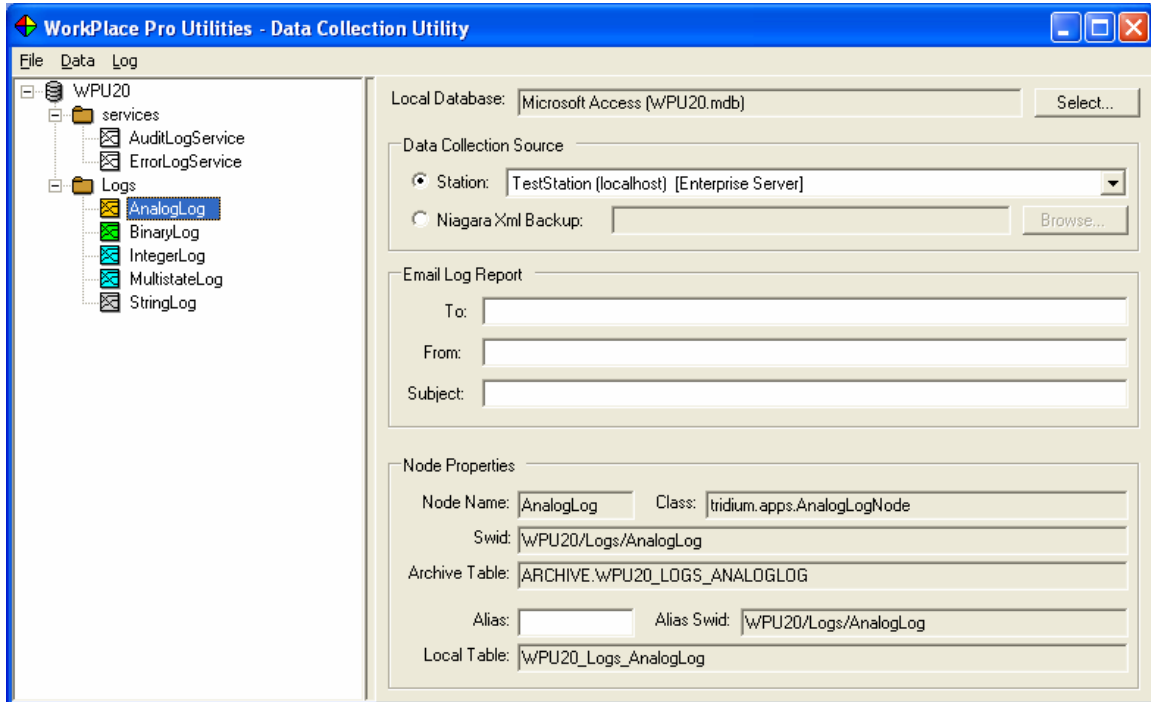 WorkPlace Pro Utilities - Data Collection Utility
File Data Log
WPU20
services
AuditLogService
ErrorLogService
Logs
AnalogLog
BinaryLog
IntegerLog
MultistateLog
StringLog
Local Database: Microsoft Access (WPU20.mdb) Select...
Data Collection Source
Station: TestStation (localhost) [Enterprise Server]
Niagara Xml Backup: Browse...
Email Log Report
To:
From:
Subject:
Node Properties
Node Name: AnalogLog Class: tridium.apps.AnalogLogNode
Swid: WPU20/Logs/AnalogLog
Archive Table: ARCHIVE.WPU20_LOGS_ANALOGLOG
Alias: Alias Swid: WPU20/Logs/AnalogLog
Local Table: WPU20_Logs_AnalogLog